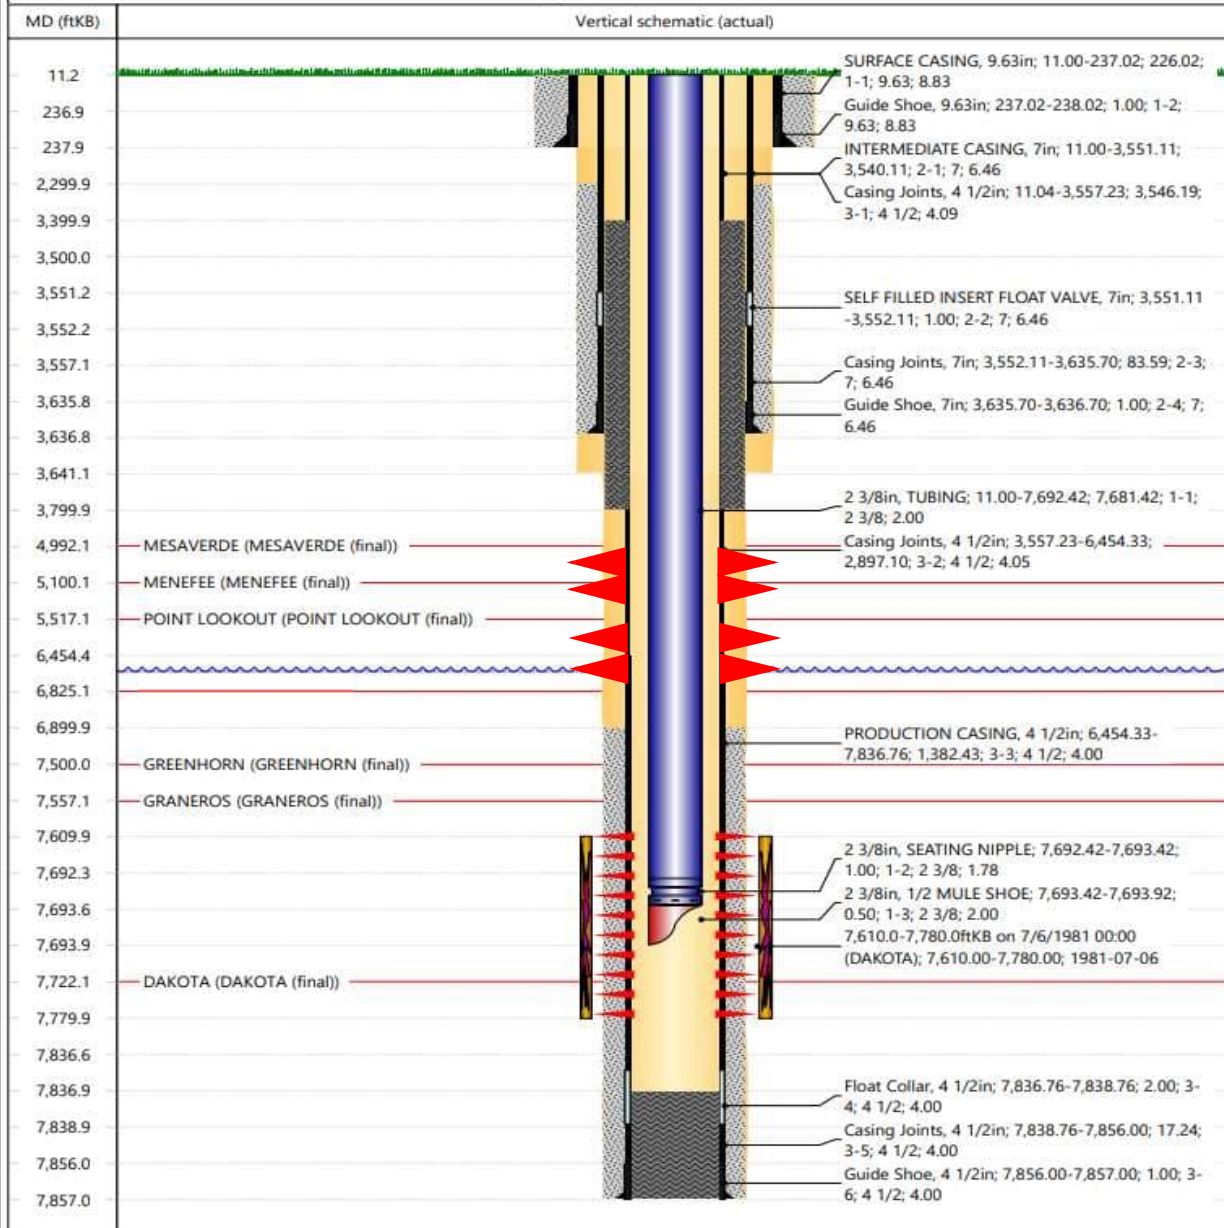 MD (ftKB)
Vertical schematic (actual)
11.2
236.9
237.9
2,299.9
3,399.9
3,500.0
3,551.2
3,552.2
3,557.1
3,635.8
3,636.8
3,641.1
3,799.9
4,992.1
5,100.1
5,517.1
6,454.4
6,825.1
6,899.9
7,500.0
7,557.1
7,609.9
7,692.3
7,693.6
7,693.9
7,722.1
7,779.9
7,836.6
7,836.9
7,838.9
7,856.0
7,857.0
MESAVERDE (MESAVERDE (final))
MENEFEE (MENEFEE (final))
POINT LOOKOUT (POINT LOOKOUT (final))
GREENHORN (GREENHORN (final))
GRANEROS (GRANEROS (final))
DAKOTA (DAKOTA (final))
SURFACE CASING, 9.63in; 11.00-237.02; 226.02;
1-1; 9.63; 8.83
Guide Shoe, 9.63in; 237.02-238.02; 1.00; 1-2;
9.63; 8.83
INTERMEDIATE CASING, 7in; 11.00-3,551.11;
3,540.11; 2-1; 7; 6.46
Casing Joints, 4 1/2in; 11.04-3,557.23; 3,546.19;
3-1; 4 1/2; 4.09
SELF FILLED INSERT FLOAT VALVE, 7in; 3,551.11
-3,552.11; 1.00; 2-2; 7; 6.46
Casing Joints, 7in; 3,552.11-3,635.70; 83.59; 2-3;
7; 6.46
Guide Shoe, 7in; 3,635.70-3,636.70; 1.00; 2-4; 7;
6.46
2 3/8in, TUBING; 11.00-7,692.42; 7,681.42; 1-1;
2 3/8; 2.00
Casing Joints, 4 1/2in; 3,557.23-6,454.33;
2,897.10; 3-2; 4 1/2; 4.05
PRODUCTION CASING, 4 1/2in; 6,454.33-
7,836.76; 1,382.43; 3-3; 4 1/2; 4.00
2 3/8in, SEATING NIPPLE; 7,692.42-7,693.42;
1.00; 1-2; 2 3/8; 1.78
2 3/8in, 1/2 MULE SHOE; 7,693.42-7,693.92;
0.50; 1-3; 2 3/8; 2.00
7,610.0-7,780.0ftKB on 7/6/1981 00:00
(DAKOTA); 7,610.00-7,780.00; 1981-07-06
Float Collar, 4 1/2in; 7,836.76-7,838.76; 2.00; 3-
4; 4 1/2; 4.00
Casing Joints, 4 1/2in; 7,838.76-7,856.00; 17.24;
3-5; 4 1/2; 4.00
Guide Shoe, 4 1/2in; 7,856.00-7,857.00; 1.00; 3-
6; 4 1/2; 4.00